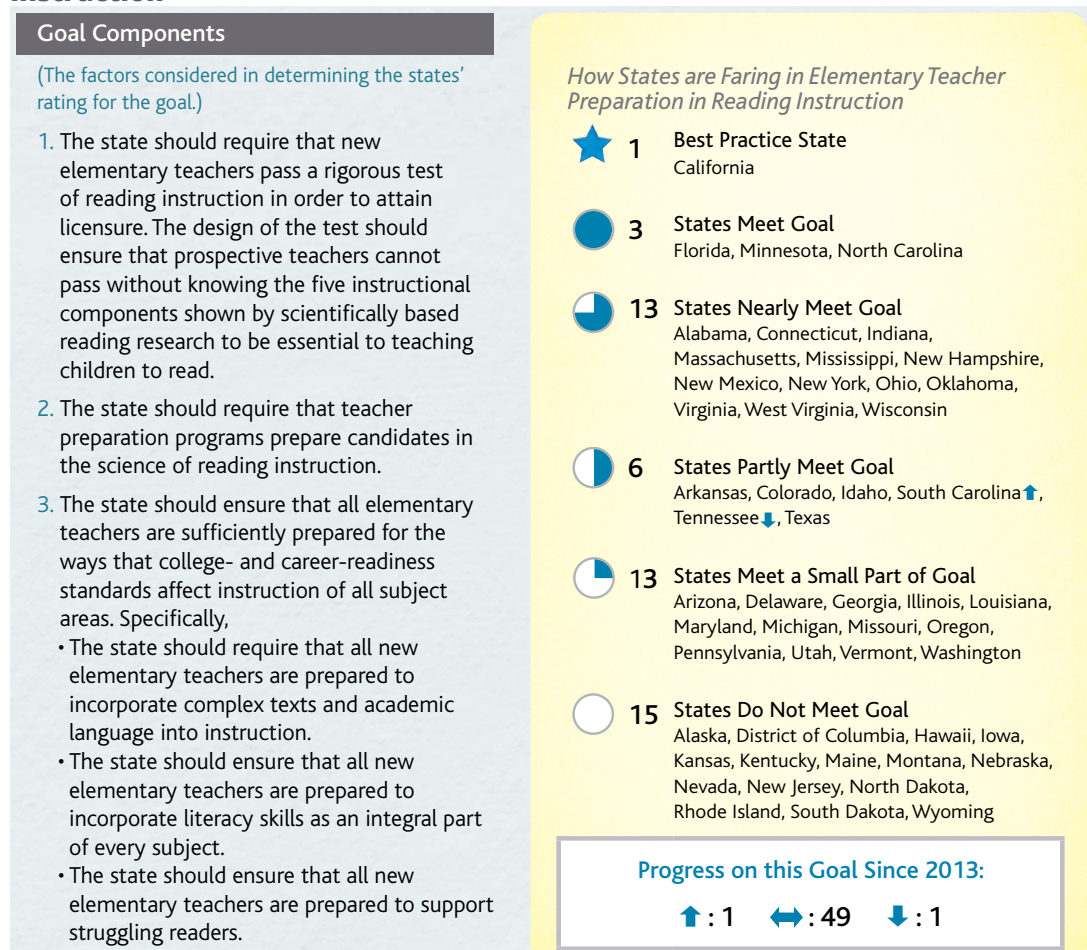 Goal Components
(The factors considered in determining the states'
rating for the goal.)
1. The state should require that new
elementary teachers pass a rigorous test
of reading instruction in order to attain
licensure. The design of the test should
ensure that prospective teachers cannot
pass without knowing the five instructional
components shown by scientifically based
reading research to be essential to teaching
children to read.
2. The state should require that teacher
preparation programs prepare candidates in
the science of reading instruction.
3. The state should ensure that all elementary
teachers are sufficiently prepared for the
ways that college- and career-readiness
standards affect instruction of all subject
areas. Specifically,
• The state should require that all new
elementary teachers are prepared to
incorporate complex texts and academic
language into instruction.
• The state should ensure that all new
elementary teachers are prepared to
incorporate literacy skills as an integral part
of every subject.
• The state should ensure that all new
elementary teachers are prepared to support
struggling readers.
How States are Faring in Elementary Teacher
Preparation in Reading Instruction
1 Best Practice State
California
3 States Meet Goal
Florida, Minnesota, North Carolina
13 States Nearly Meet Goal
Alabama, Connecticut, Indiana,
Massachusetts, Mississippi, New Hampshire,
New Mexico, New York, Ohio, Oklahoma,
Virginia, West Virginia, Wisconsin
6 States Partly Meet Goal
Arkansas, Colorado, Idaho, South Carolina⬆,
Tennessee⬇, Texas
13 States Meet a Small Part of Goal
Arizona, Delaware, Georgia, Illinois, Louisiana,
Maryland, Michigan, Missouri, Oregon,
Pennsylvania, Utah, Vermont, Washington
15 States Do Not Meet Goal
Alaska, District of Columbia, Hawaii, Iowa,
Kansas, Kentucky, Maine, Montana, Nebraska,
Nevada, New Jersey, North Dakota,
Rhode Island, South Dakota, Wyoming
Progress on this Goal Since 2013:
⬆ : 1 ⬌ : 49 ⬇ : 1